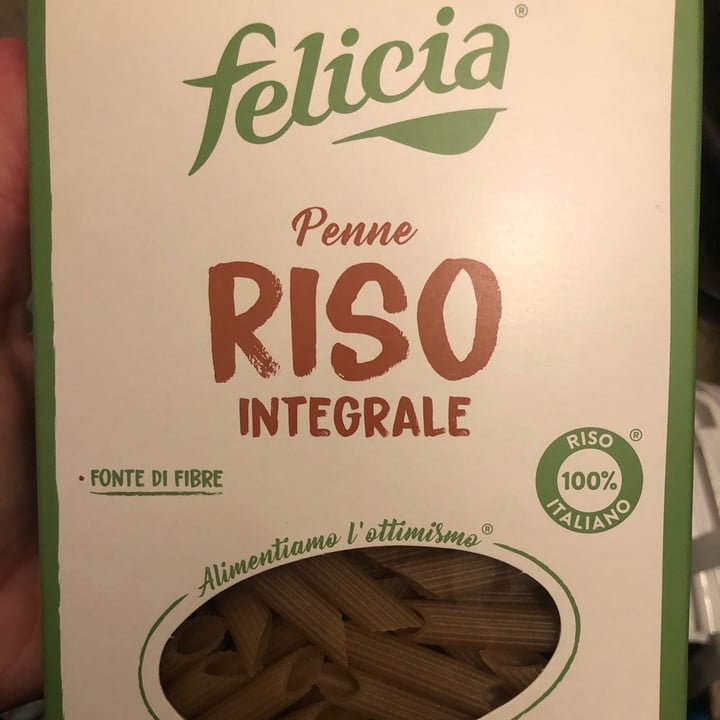 felicia®
Penne
RISO
INTEGRALE
• FONTE DI FIBRE
RISO ®
100%
ITALIANO
Alimentiamo l'ottimismo®